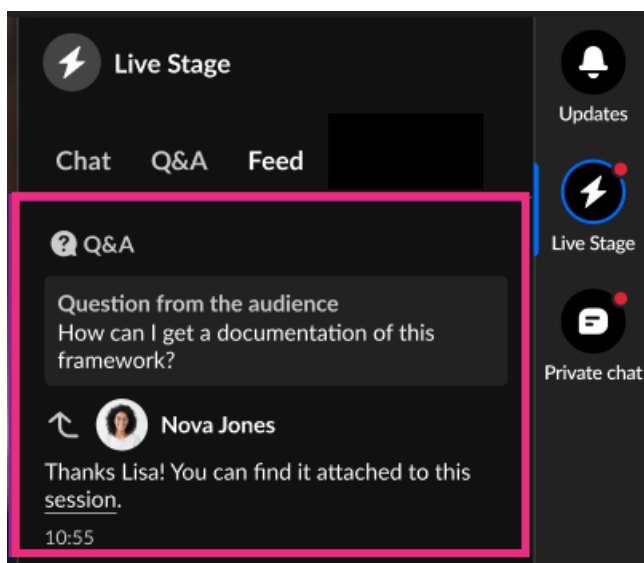 Live Stage
Updates
Chat Q&A Feed
Live Stage
Q&A
Question from the audience
How can I get a documentation of this
framework?
Private chat
Nova Jones
Thanks Lisa! You can find it attached to this
session.
10:55